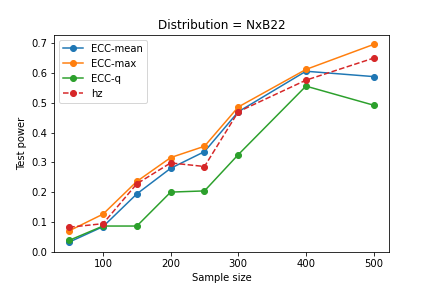 Distribution = NxB22
ECC-mean
ECC-max
ECC-q
hz
Test power
0.7
0.6
0.5
0.4
0.3
0.2
0.1
0.0
100 200 300 400 500
Sample size